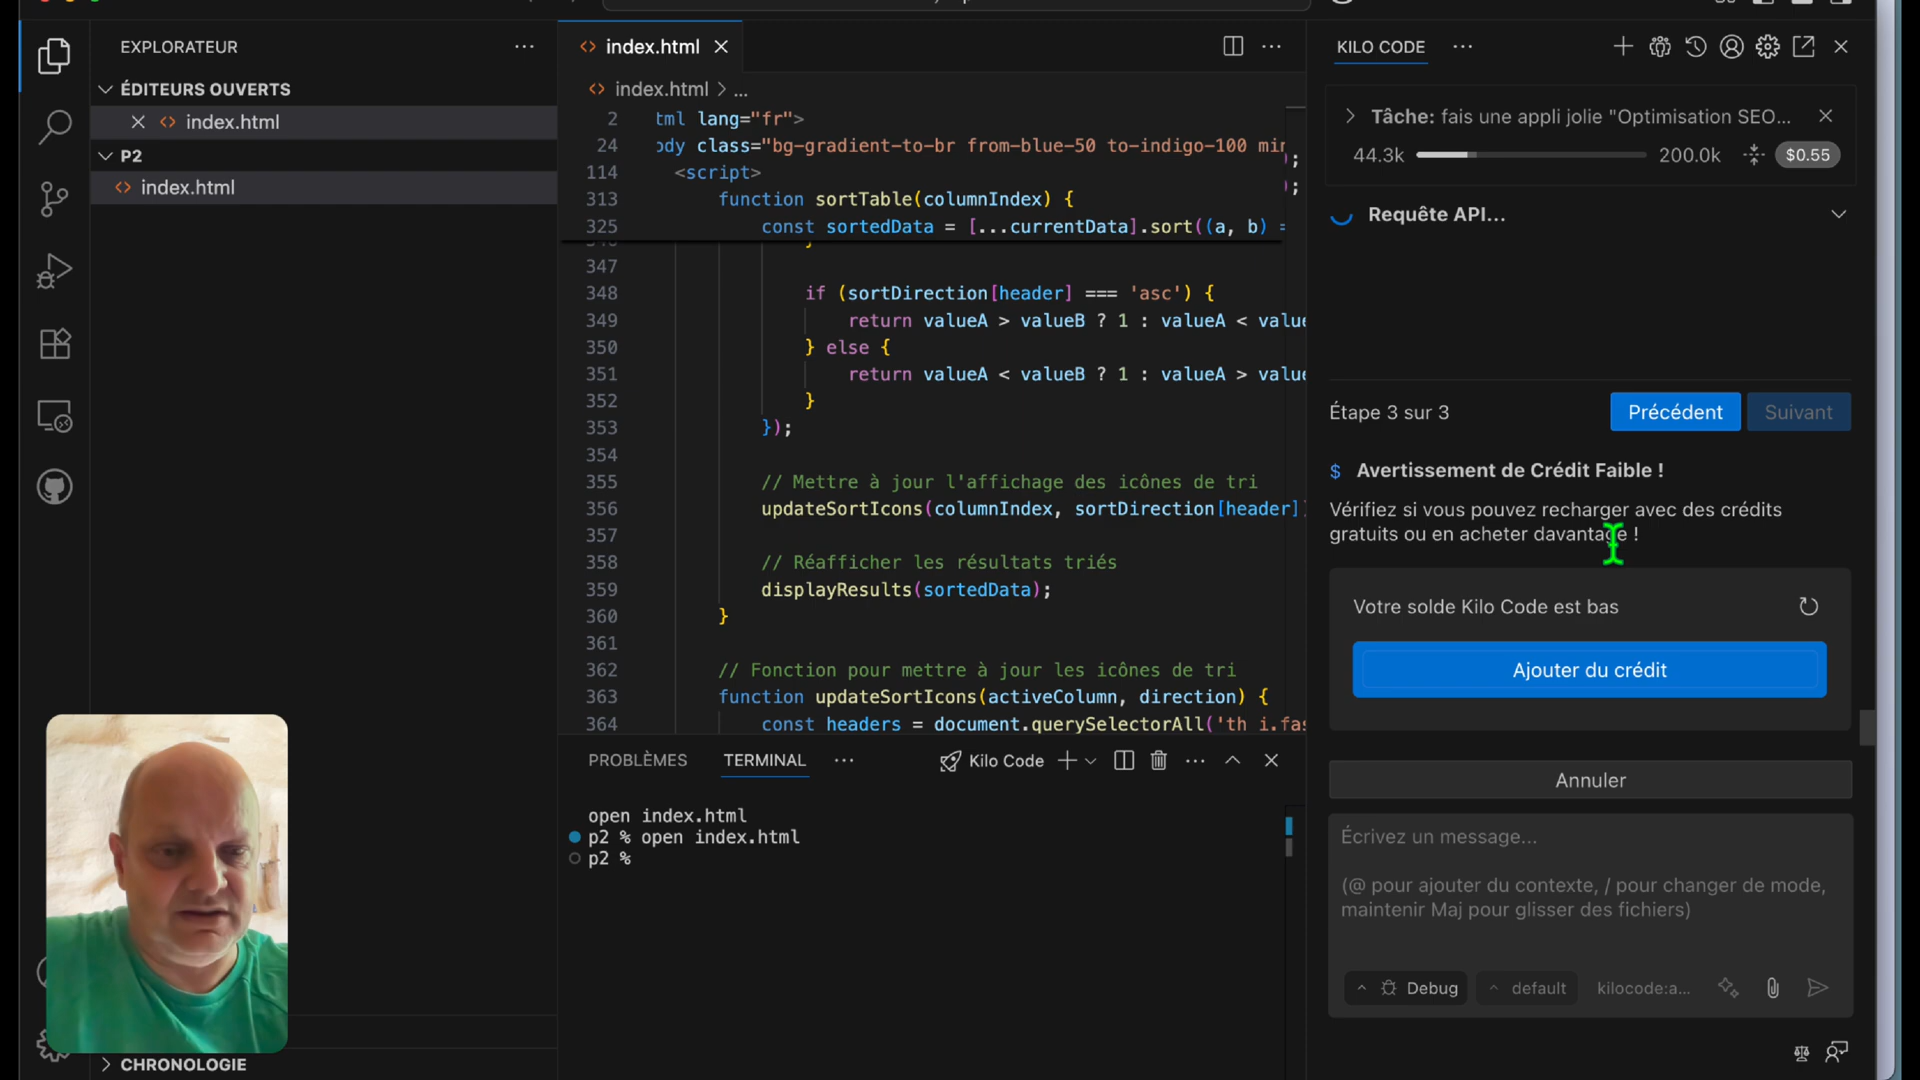 EXPLORATEUR
ÉDITEURS OUVERTS
index.html
P2
index.html
CHRONOLOGIE
index.html
index.html > ...
2 tml lang="fr">
24 ody class="bg-gradient-to-br from-blue-50 to-indigo-100 min
114 <script>
313 function sortTable(columnIndex) {
325 const sortedData = [...currentData].sort((a, b) =
347
348 if (sortDirection[header] === 'asc') {
349 return valueA > valueB ? 1 : valueA < value
350 } else {
351 return valueA < valueB ? 1 : valueA > value
352 }
353 });
354
355 // Mettre à jour l'affichage des icônes de tri
356 updateSortIcons(columnIndex, sortDirection[header])
357
358 // Réafficher les résultats triés
359 displayResults(sortedData);
360 }
361
362 // Fonction pour mettre à jour les icônes de tri
363 function updateSortIcons(activeColumn, direction) {
364 const headers = document.querySelectorAll('th i.fas
PROBLÈMES TERMINAL Kilo Code
open index.html
p2 % open index.html
p2 %
KILO CODE
Tâche: fais une appli jolie "Optimisation SEO...
44.3k 200.0k $0.55
Requête API...
Étape 3 sur 3 Précédent Suivant
$ Avertissement de Crédit Faible !
Vérifiez si vous pouvez recharger avec des crédits
gratuits ou en acheter davantage !
Votre solde Kilo Code est bas
Ajouter du crédit
Annuler
Écrivez un message...
(@ pour ajouter du contexte, / pour changer de mode,
maintenir Maj pour glisser des fichiers)
Debug default kilocode:a...